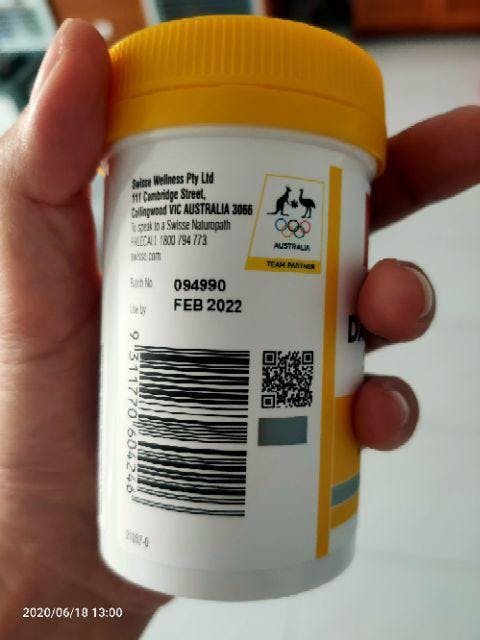 Swisse Wellness Pty Ltd
111 Cambridge Street,
Collingwood VIC AUSTRALIA 3066
To speak to a Swisse Naturopath
FREECALL 1800 794 773
swisse.com
Batch No. 094990
Use by FEB 2022
AUSTRALIA
TEAM PARTNER
9 311770 604246
2020/06/18 13:00